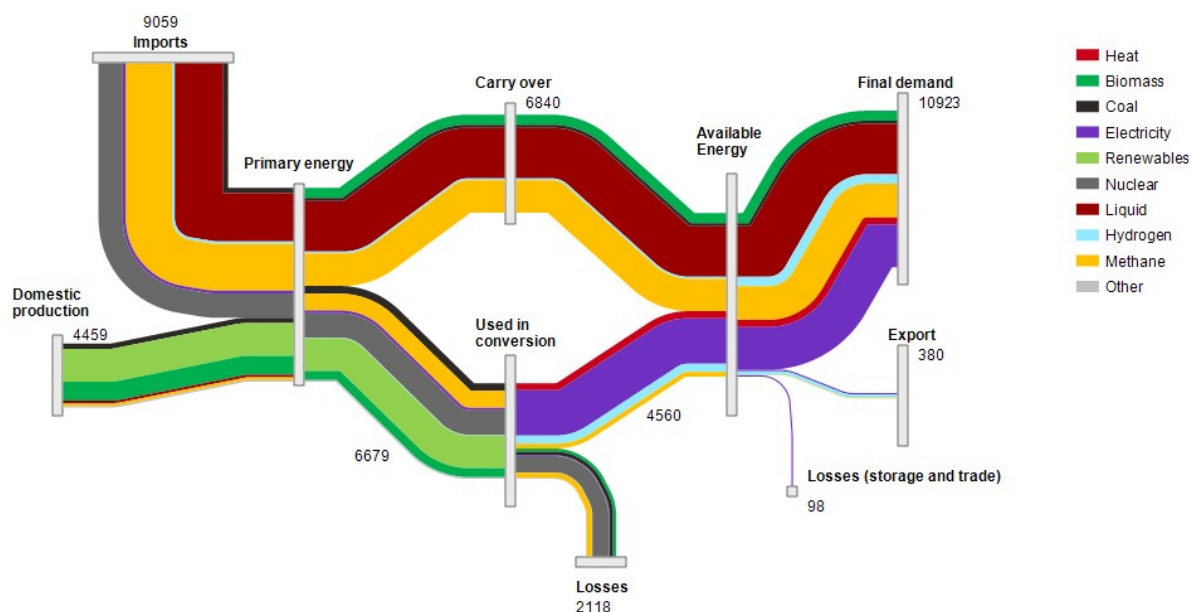 9059
Imports
Carry over
6840
Final demand
10923
Available
Energy
Primary energy
Domestic
production
4459
Used in
conversion
Export
380
4560
6679
Losses (storage and trade)
98
Losses
2118
Heat
Biomass
Coal
Electricity
Renewables
Nuclear
Liquid
Hydrogen
Methane
Other